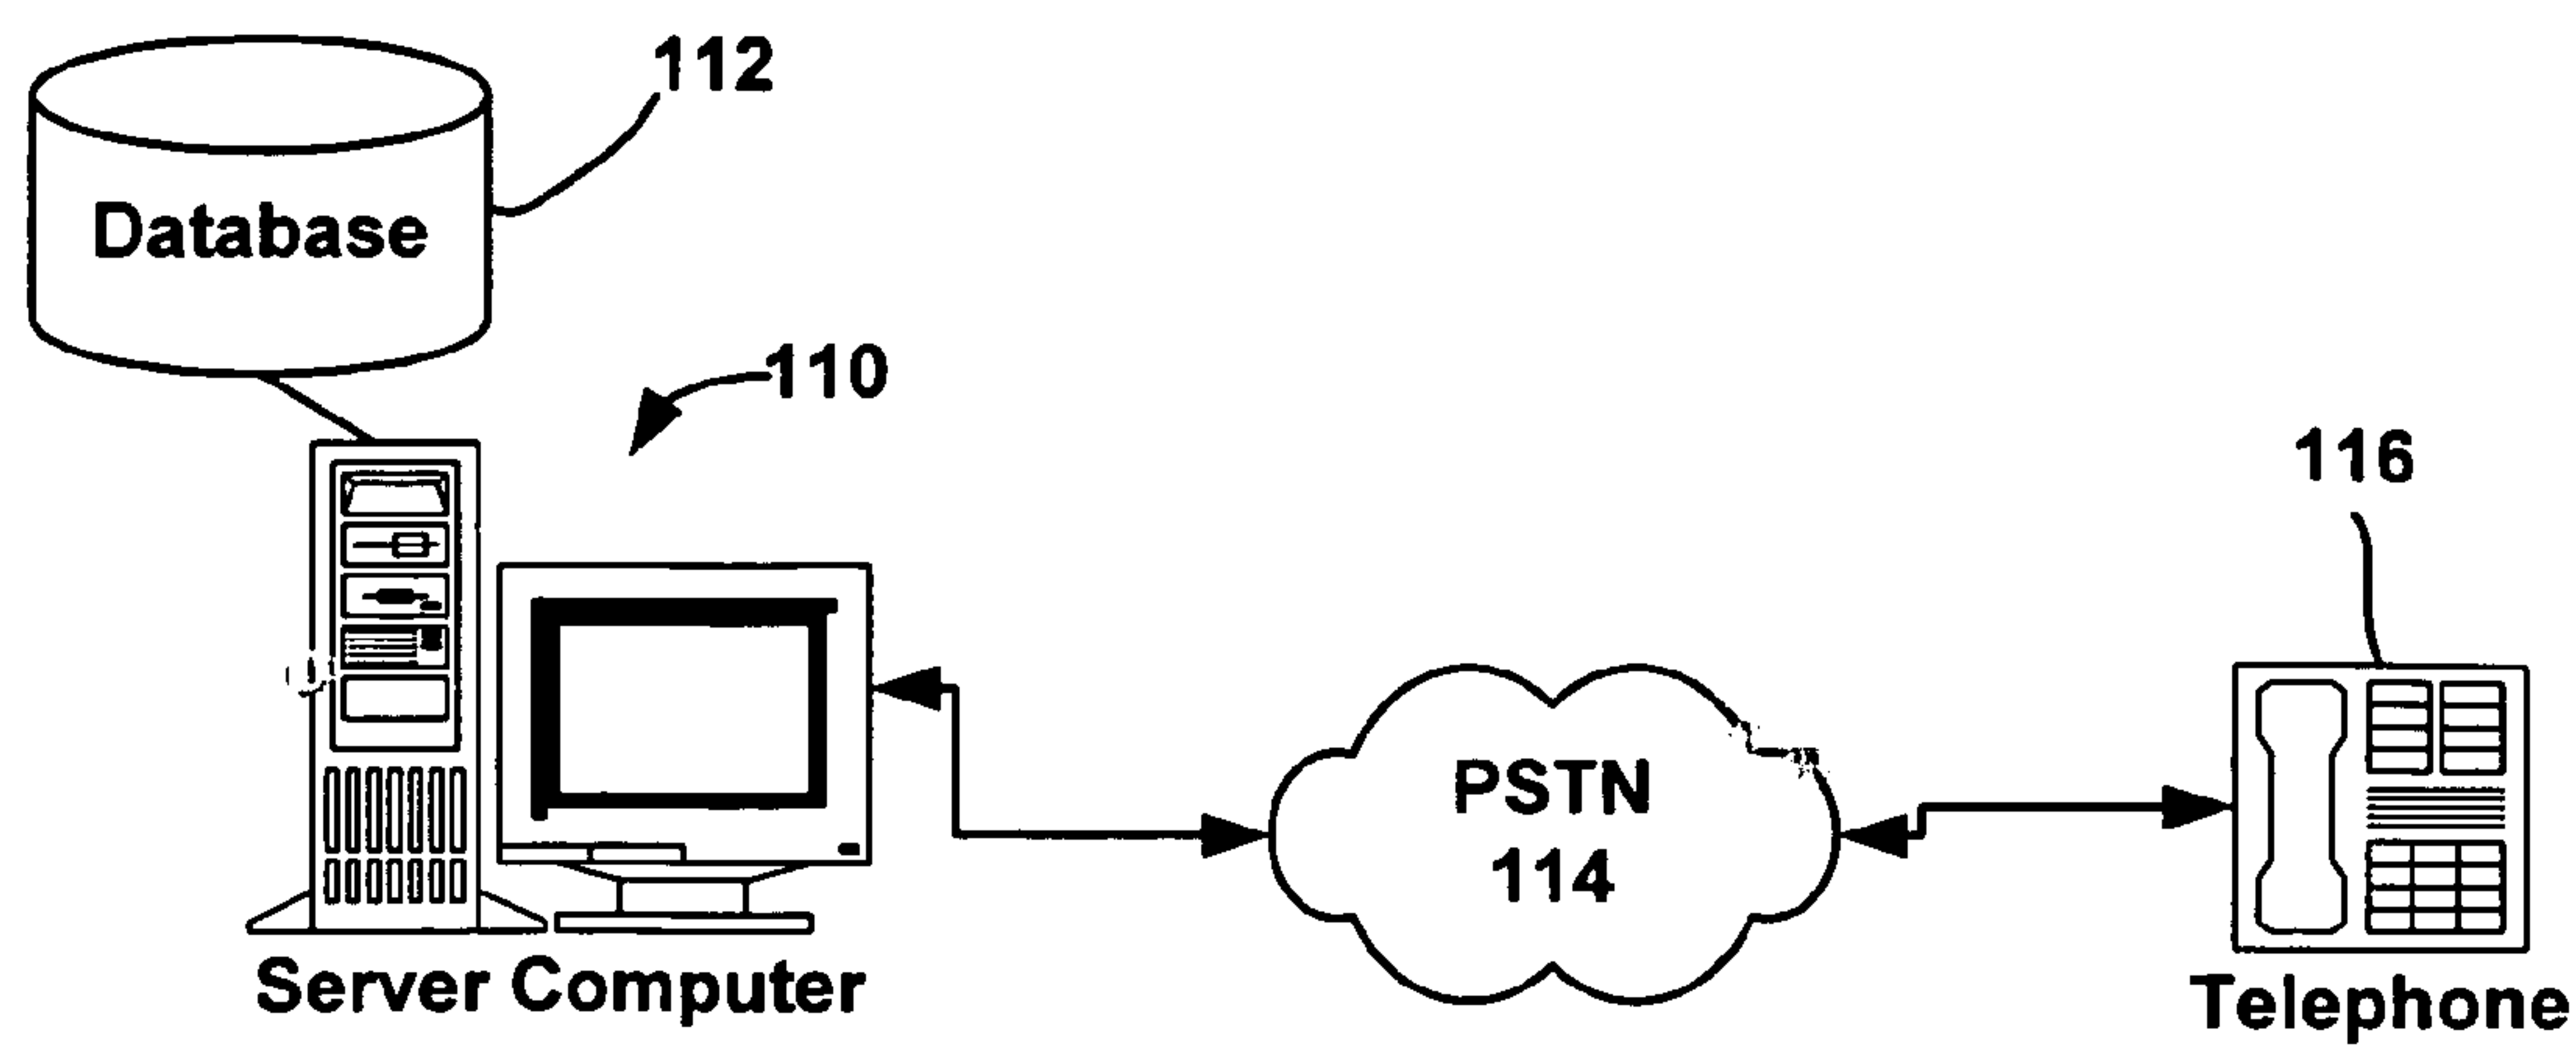 112
Database
110
116
PSTN
114
Server Computer
Telephone